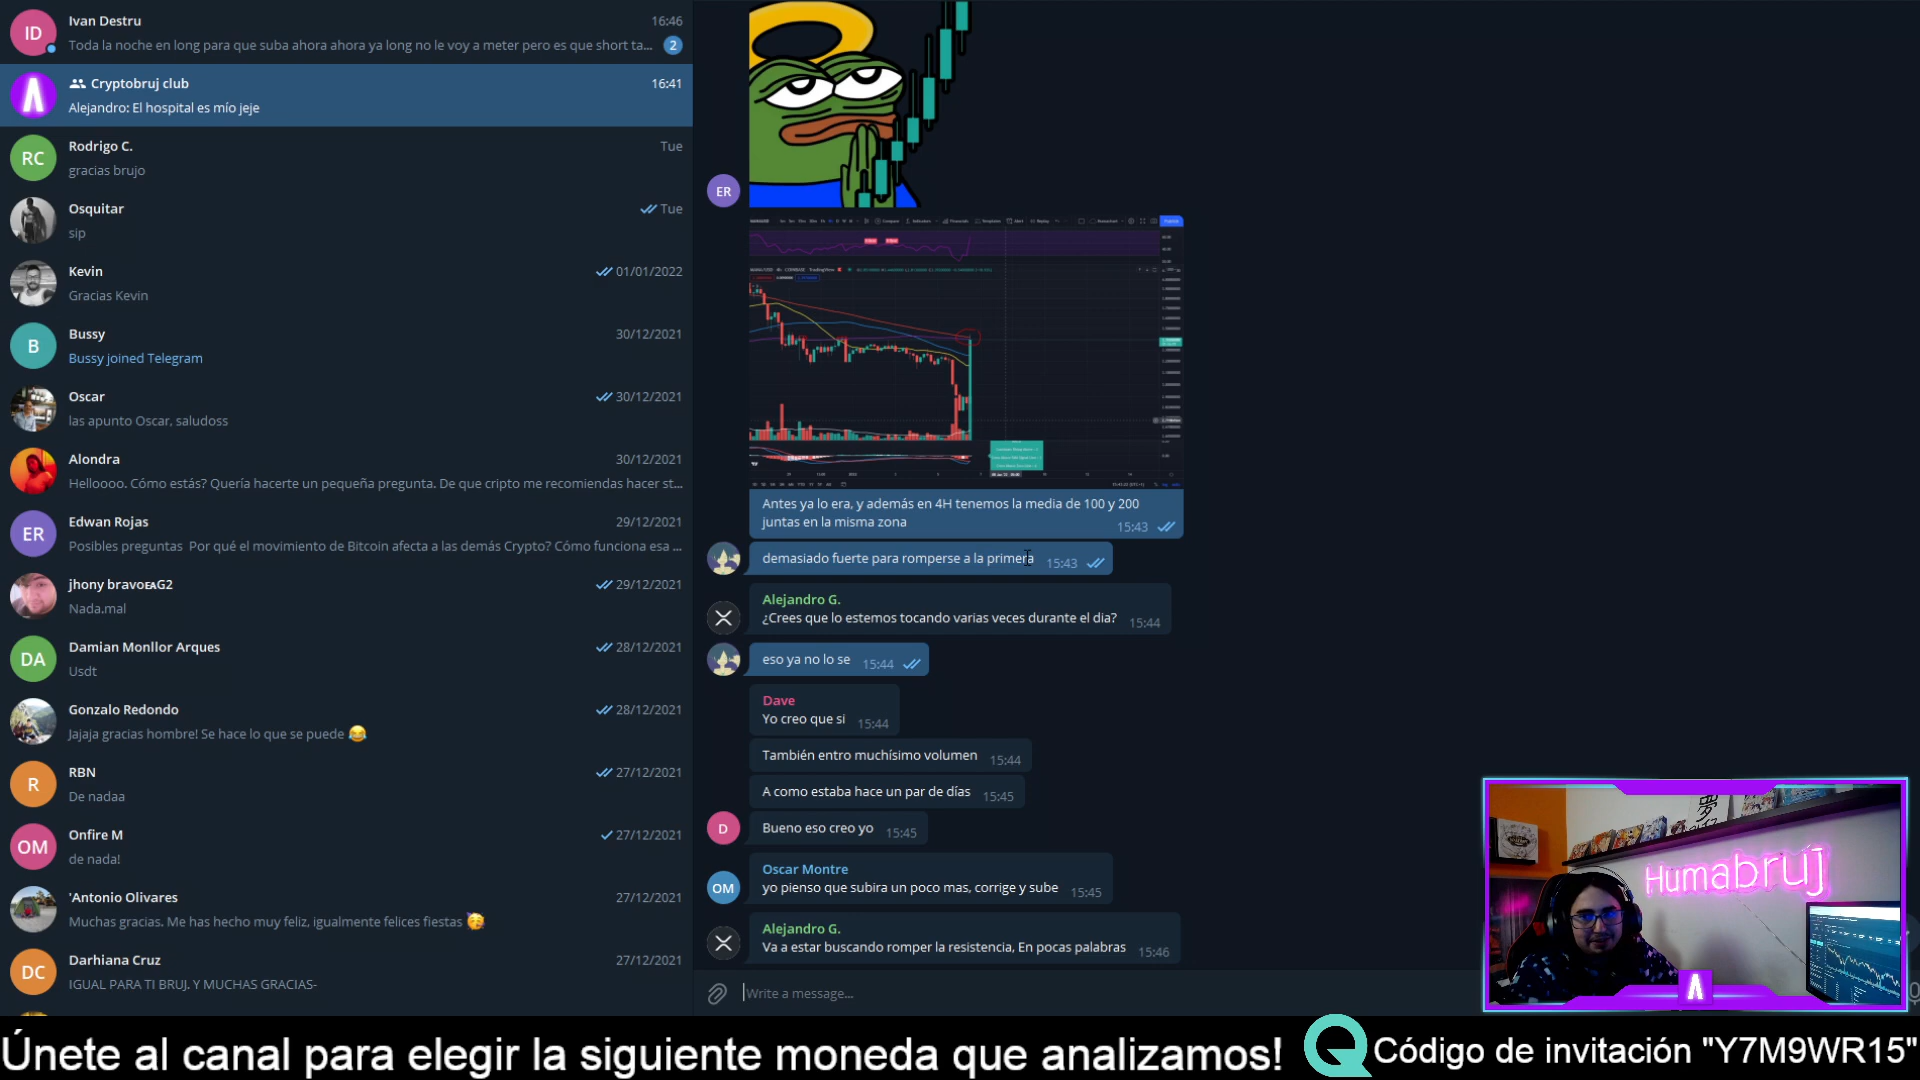 ID
Ivan Destru
16:46
Toda la noche en long para que suba ahora ahora ya long no le voy a meter pero es que short ta...
2
Cryptobruj club
16:41
Alejandro: El hospital es mío jeje
RC
Rodrigo C.
Tue
gracias brujo
Osquitar
Tue
sip
Kevin
01/01/2022
Gracias Kevin
B
Bussy
30/12/2021
Bussy joined Telegram
Oscar
30/12/2021
las apunto Oscar, saludoss
Alondra
30/12/2021
Helloooo. Cómo estás? Quería hacerte un pequeña pregunta. De que cripto me recomiendas hacer st...
ER
Edwan Rojas
29/12/2021
Posibles preguntas Por qué el movimiento de Bitcoin afecta a las demás Crypto? Cómo funciona esa ...
jhony bravoᴇᴀG2
29/12/2021
Nada.mal
DA
Damian Monllor Arques
28/12/2021
Usdt
Gonzalo Redondo
28/12/2021
Jajaja gracias hombre! Se hace lo que se puede 😂
R
RBN
27/12/2021
De nadaa
OM
Onfire M
27/12/2021
de nada!
'Antonio Olivares
27/12/2021
Muchas gracias. Me has hecho muy feliz, igualmente felices fiestas 🥳
DC
Darhiana Cruz
27/12/2021
IGUAL PARA TI BRUJ. Y MUCHAS GRACIAS-
ER
Antes ya lo era, y además en 4H tenemos la media de 100 y 200
juntas en la misma zona
15:43
demasiado fuerte para romperse a la primera
15:43
Alejandro G.
¿Crees que lo estemos tocando varias veces durante el dia?
15:44
eso ya no lo se
15:44
Dave
Yo creo que si
15:44
También entro muchísimo volumen
15:44
A como estaba hace un par de días
15:45
D
Bueno eso creo yo
15:45
Oscar Montre
OM
yo pienso que subira un poco mas, corrige y sube
15:45
Alejandro G.
Va a estar buscando romper la resistencia, En pocas palabras
15:46
Write a message...
夢
Humabruj
Únete al canal para elegir la siguiente moneda que analizamos!
Código de invitación "Y7M9WR15"